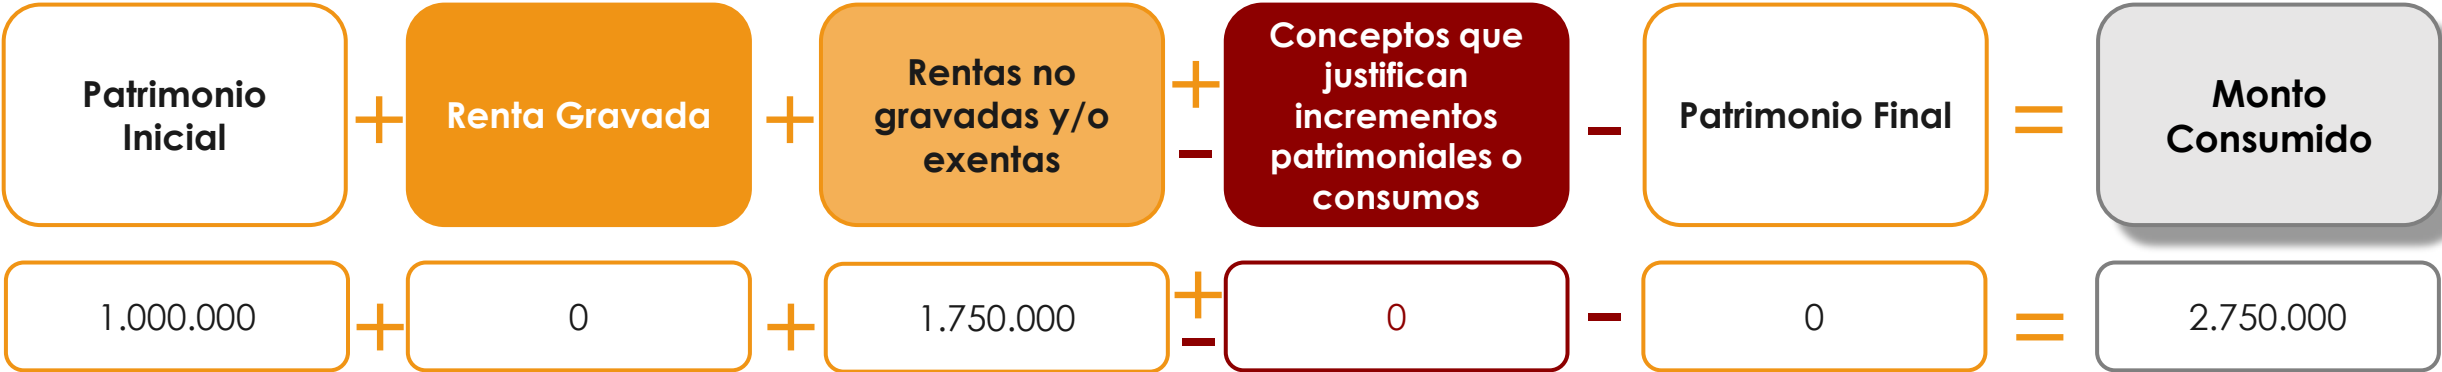 Patrimonio
Inicial
+
Renta Gravada
+
Rentas no
gravadas y/o
exentas
+
-
Conceptos que
justifican
incrementos
patrimoniales o
consumos
-
Patrimonio Final
=
Monto
Consumido
1.000.000
+
0
+
1.750.000
+
-
0
-
0
=
2.750.000